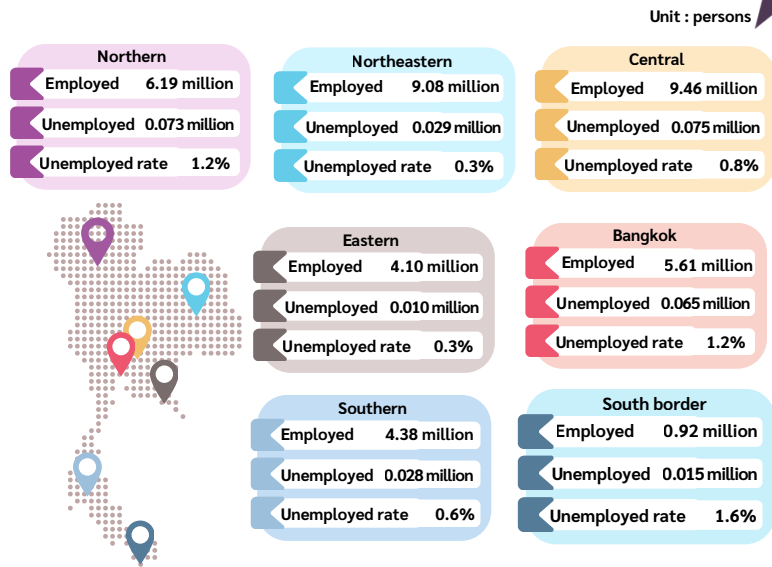 Unit : persons
Northern
Employed 6.19 million
Unemployed 0.073 million
Unemployed rate 1.2%
Northeastern
Employed 9.08 million
Unemployed 0.029 million
Unemployed rate 0.3%
Central
Employed 9.46 million
Unemployed 0.075 million
Unemployed rate 0.8%
Eastern
Employed 4.10 million
Unemployed 0.010 million
Unemployed rate 0.3%
Bangkok
Employed 5.61 million
Unemployed 0.065 million
Unemployed rate 1.2%
Southern
Employed 4.38 million
Unemployed 0.028 million
Unemployed rate 0.6%
South border
Employed 0.92 million
Unemployed 0.015 million
Unemployed rate 1.6%